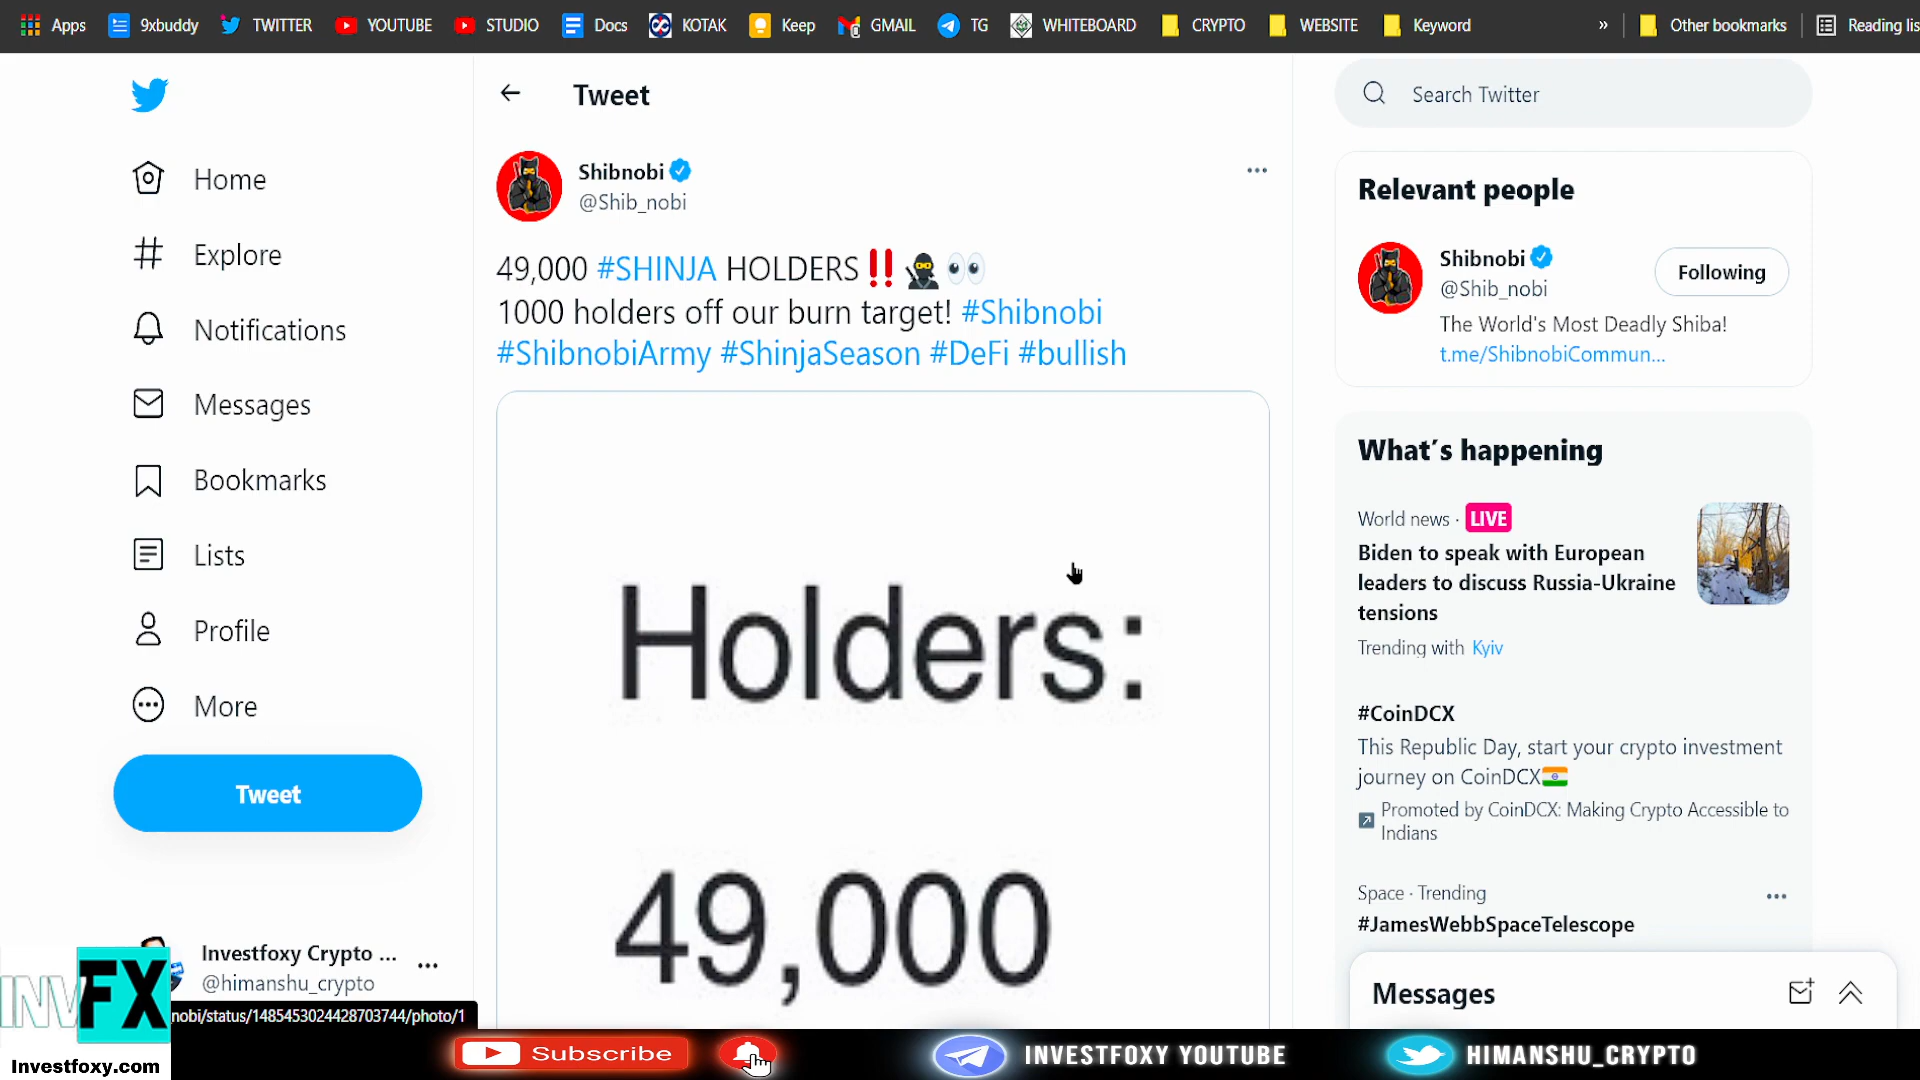 Apps 9xbuddy TWITTER YOUTUBE STUDIO Docs KOTAK Keep GMAIL TG WHITEBOARD CRYPTO WEBSITE Keyword » Other bookmarks Reading lis
Home
Explore
Notifications
Messages
Bookmarks
Lists
Profile
More
Tweet
Investfoxy Crypto ...
@himanshu_crypto
Tweet
Shibnobi
@Shib_nobi
49,000 #SHINJA HOLDERS‼️🥷👀
1000 holders off our burn target! #Shibnobi
#ShibnobiArmy #ShinjaSeason #DeFi #bullish
Holders:
49,000
Search Twitter
Relevant people
Shibnobi
@Shib_nobi
Following
The World's Most Deadly Shiba!
t.me/ShibnobiCommun...
What's happening
World news · LIVE
Biden to speak with European
leaders to discuss Russia-Ukraine
tensions
Trending with Kyiv
#CoinDCX
This Republic Day, start your crypto investment
journey on CoinDCX
Promoted by CoinDCX: Making Crypto Accessible to
Indians
Space · Trending
#JamesWebbSpaceTelescope
Messages
nobi/status/1485453024428703744/photo/1
INVFX
Investfoxy.com
Subscribe
INVESTFOXY YOUTUBE
HIMANSHU_CRYPTO